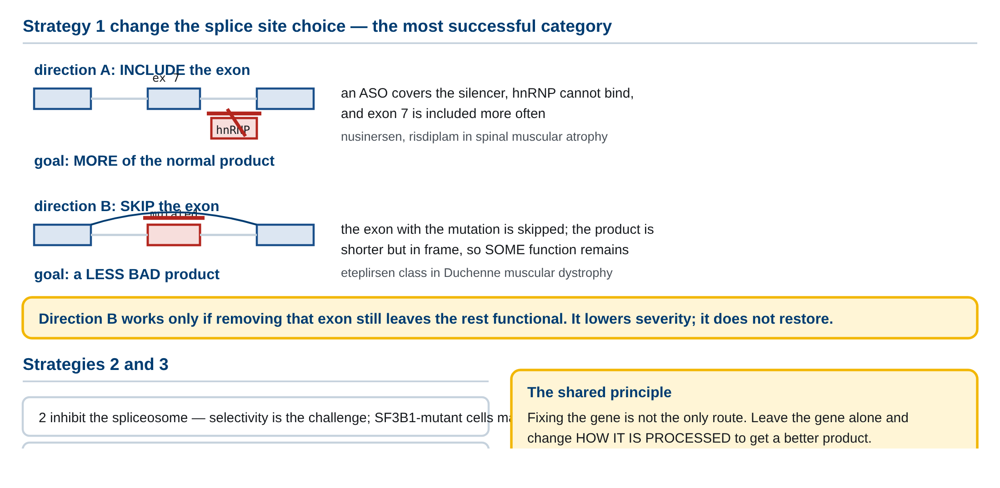 Strategy 1 change the splice site choice — the most successful category
direction A: INCLUDE the exon
ex 7
an ASO covers the silencer, hnRNP cannot bind,
and exon 7 is included more often
hnRNP
nusinersen, risdiplam in spinal muscular atrophy
goal: MORE of the normal product
direction B: SKIP the exon
mutated
the exon with the mutation is skipped; the product is
shorter but in frame, so SOME function remains
goal: a LESS BAD product
eteplirsen class in Duchenne muscular dystrophy
Direction B works only if removing that exon still leaves the rest functional. It lowers severity; it does not restore.
Strategies 2 and 3
2 inhibit the spliceosome — selectivity is the challenge; SF3B1-mutant cells
The shared principle
Fixing the gene is not the only route. Leave the gene alone and
change HOW IT IS PROCESSED to get a better product.